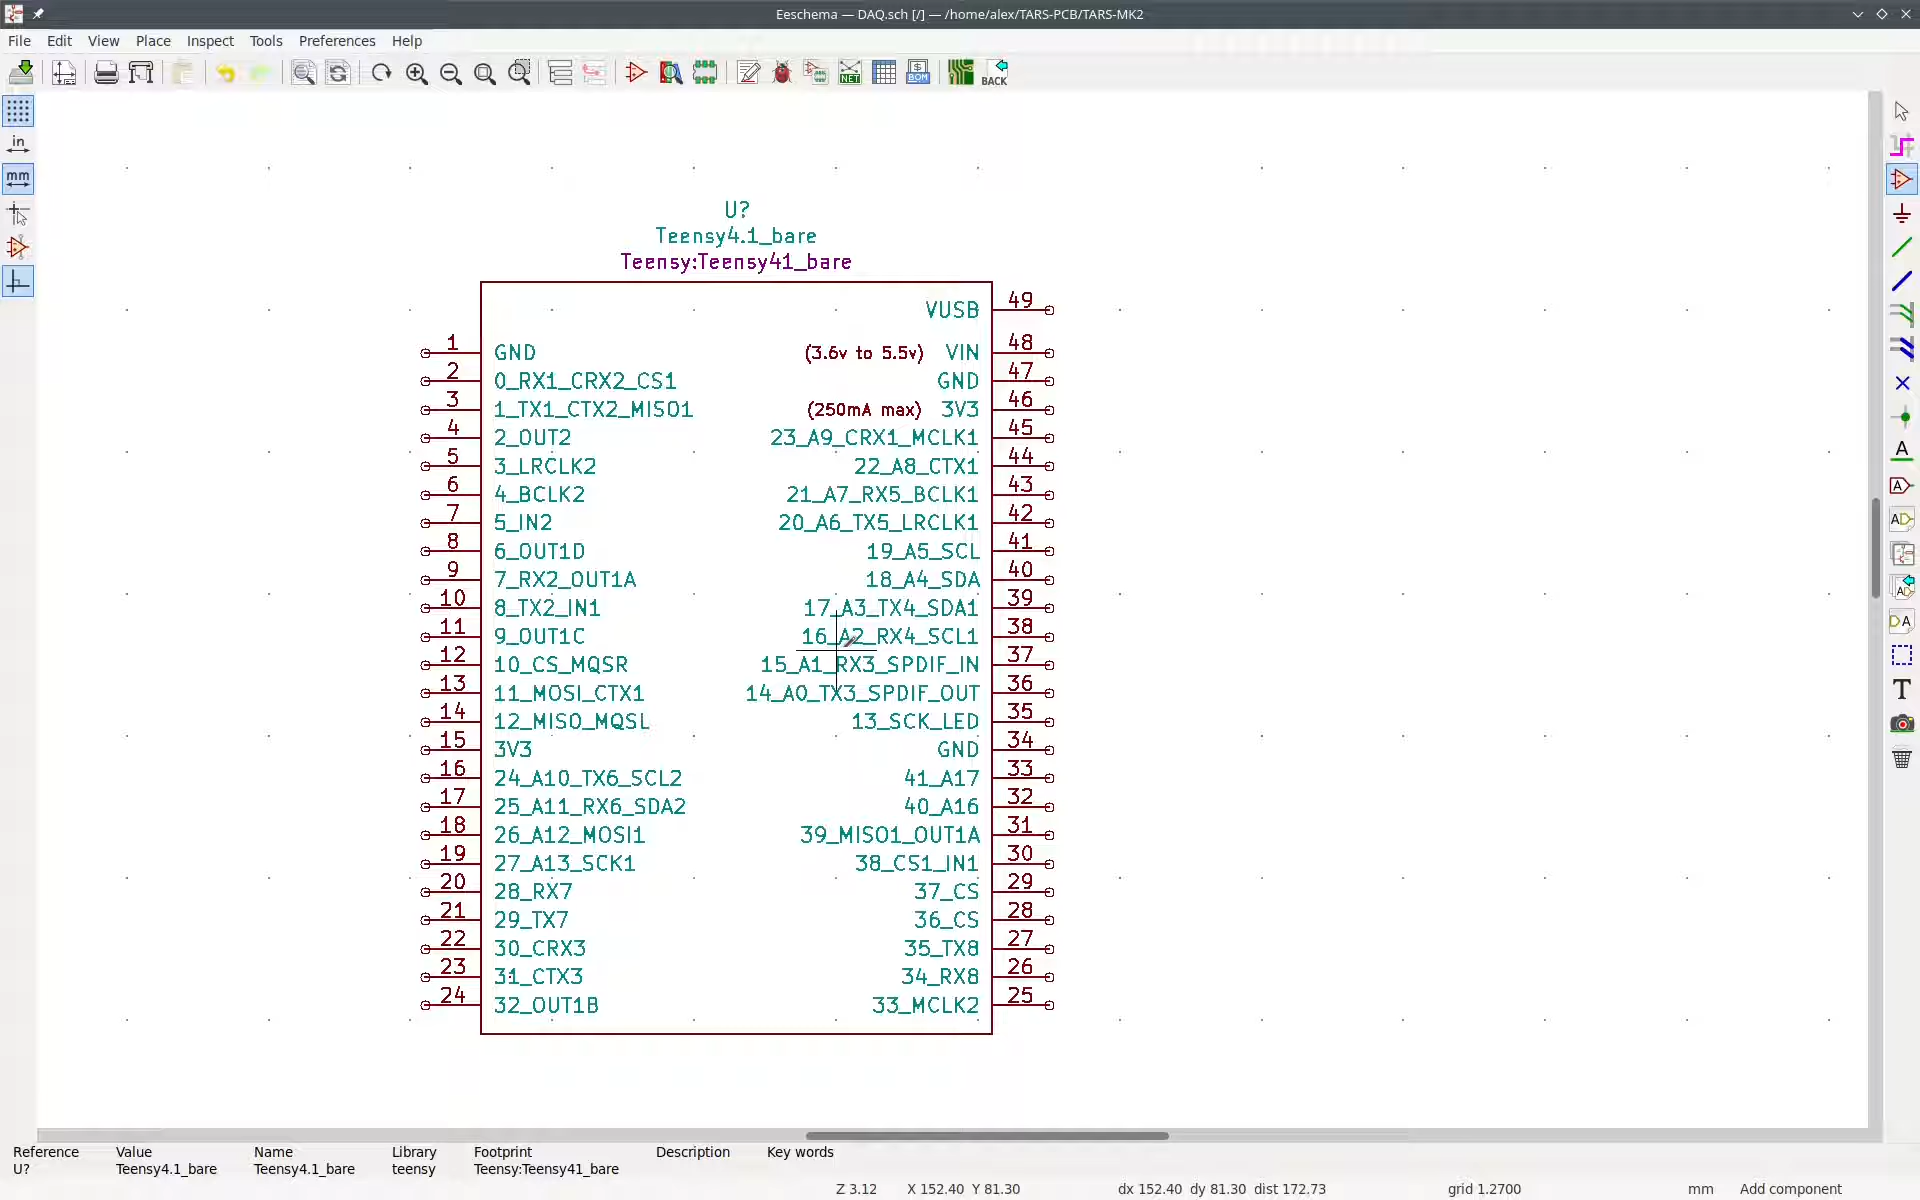 Eeschema — DAQ.sch [/] — /home/alex/TARS-PCB/TARS-MK2
File Edit View Place Inspect Tools Preferences Help
NET
BOM
BACK
in
mm
U?
Teensy4.1_bare
Teensy:Teensy41_bare
VUSB 49
1 GND (3.6v to 5.5v) VIN 48
2 0_RX1_CRX2_CS1 GND 47
3 1_TX1_CTX2_MISO1 (250mA max) 3V3 46
4 2_OUT2 23_A9_CRX1_MCLK1 45
5 3_LRCLK2 22_A8_CTX1 44
6 4_BCLK2 21_A7_RX5_BCLK1 43
7 5_IN2 20_A6_TX5_LRCLK1 42
8 6_OUT1D 19_A5_SCL 41
9 7_RX2_OUT1A 18_A4_SDA 40
10 8_TX2_IN1 17_A3_TX4_SDA1 39
11 9_OUT1C 16_A2_RX4_SCL1 38
12 10_CS_MQSR 15_A1_RX3_SPDIF_IN 37
13 11_MOSI_CTX1 14_A0_TX3_SPDIF_OUT 36
14 12_MISO_MQSL 13_SCK_LED 35
15 3V3 GND 34
16 24_A10_TX6_SCL2 41_A17 33
17 25_A11_RX6_SDA2 40_A16 32
18 26_A12_MOSI1 39_MISO1_OUT1A 31
19 27_A13_SCK1 38_CS1_IN1 30
20 28_RX7 37_CS 29
21 29_TX7 36_CS 28
22 30_CRX3 35_TX8 27
23 31_CTX3 34_RX8 26
24 32_OUT1B 33_MCLK2 25
A
A
AD
AD
DA
T
Reference Value Name Library Footprint Description Key words
U? Teensy4.1_bare Teensy4.1_bare teensy Teensy:Teensy41_bare
Z 3.12 X 152.40 Y 81.30 dx 152.40 dy 81.30 dist 172.73 grid 1.2700 mm Add component